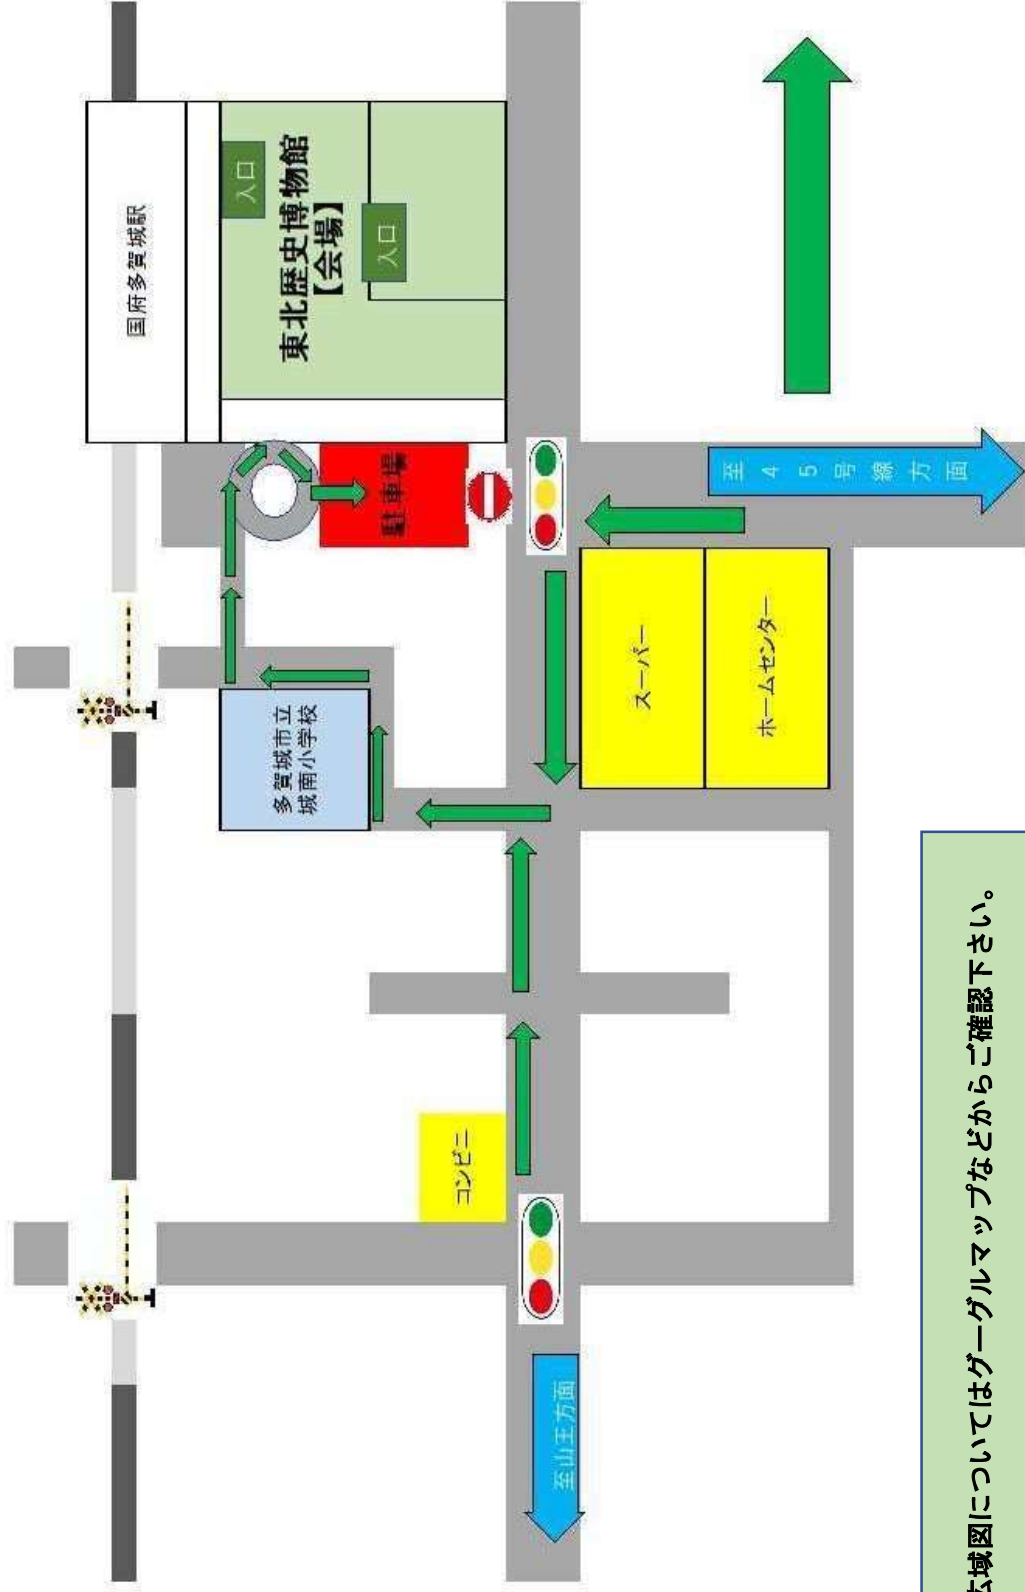 国府多賀城駅
入口
東北歴史博物館
【会場】
入口
駐車場
至４５号線方面
多賀城市立
城南小学校
スーパー
ホームセンター
コンビニ
至山王方面
域図についてはグーグルマップなどからご確認下さい。